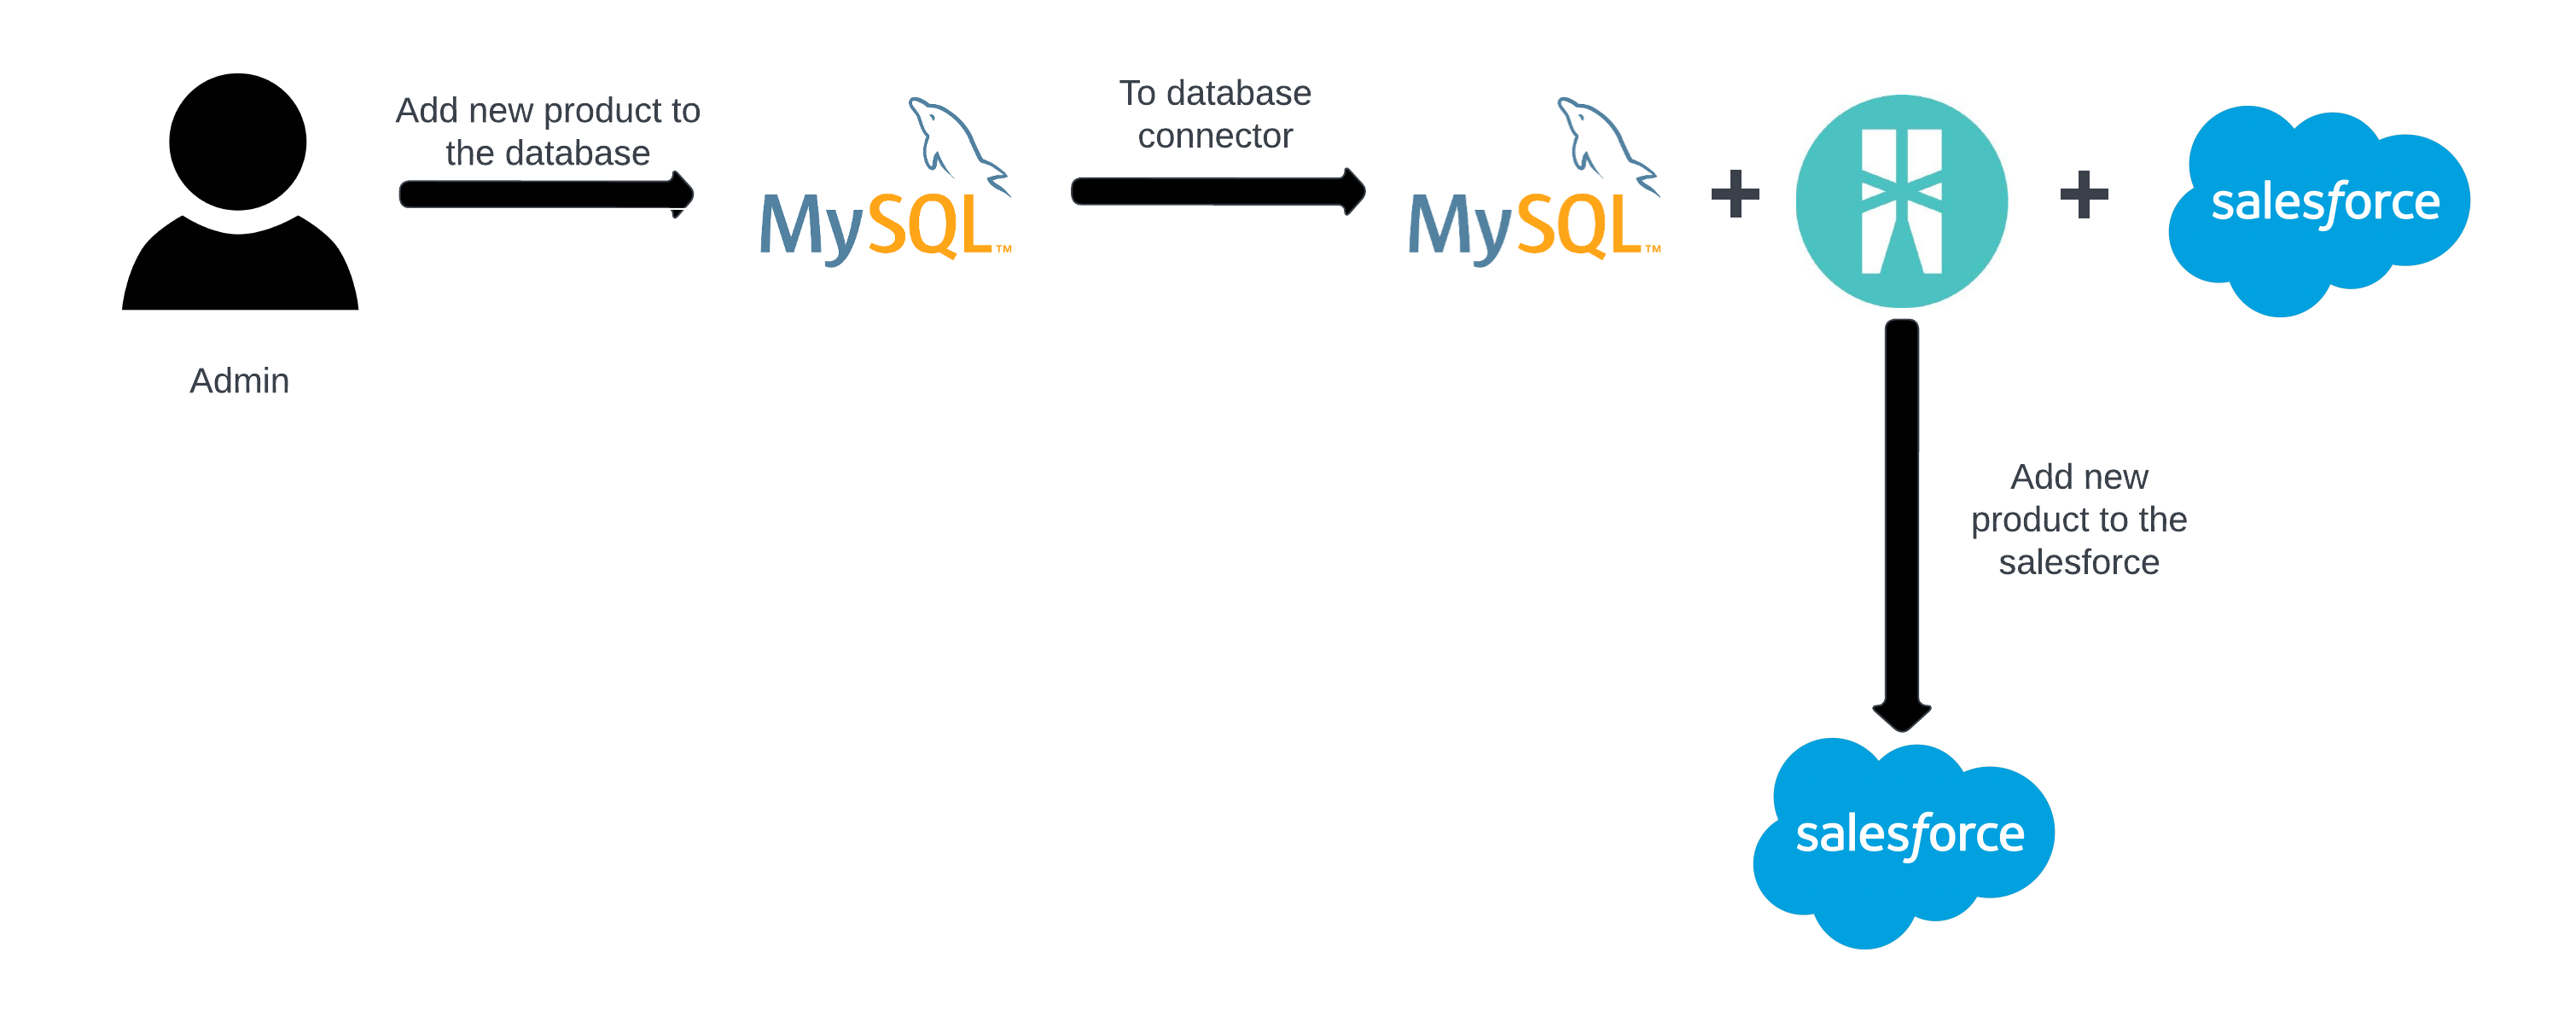 Add new product to
the database
To database
connector
MySQL™
MySQL™
salesforce
Admin
Add new
product to the
salesforce
salesforce